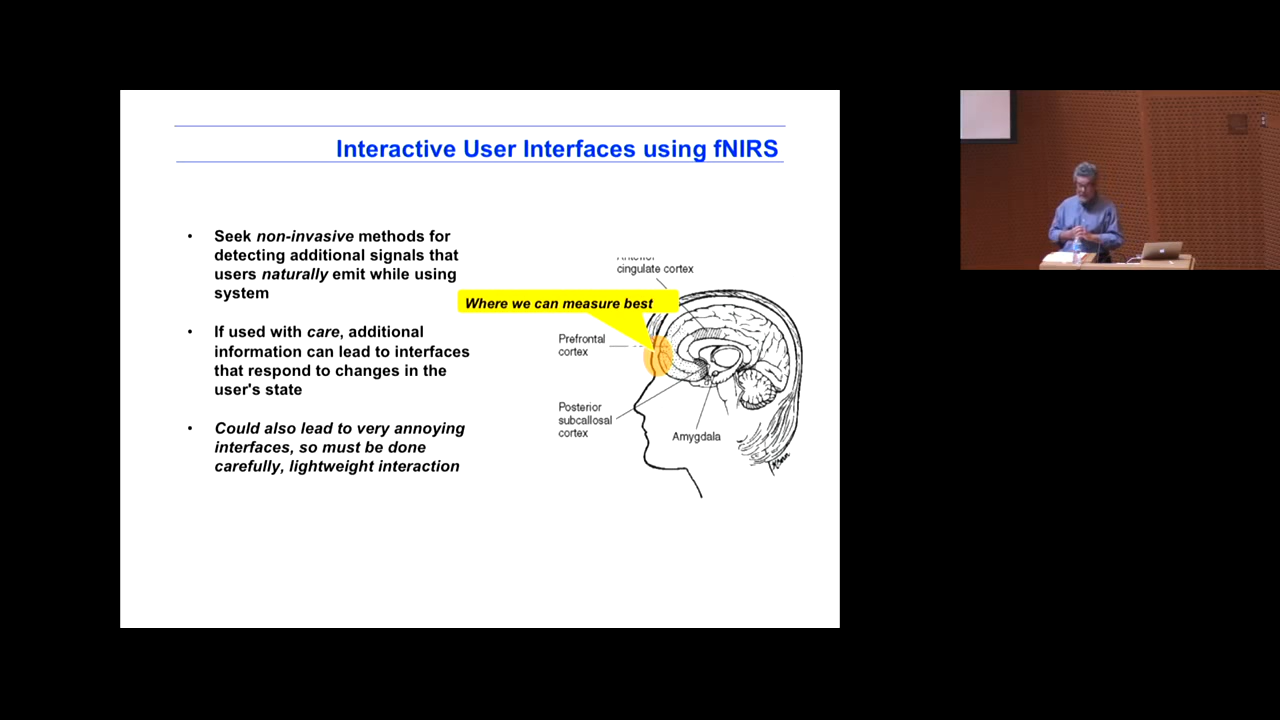 Interactive User Interfaces using fNIRS
• Seek non-invasive methods for
detecting additional signals that
users naturally emit while using
system
• If used with care, additional
information can lead to interfaces
that respond to changes in the
user's state
• Could also lead to very annoying
interfaces, so must be done
carefully, lightweight interaction
cingulate cortex
Where we can measure best
Prefrontal
cortex
Posterior
subcallosal
cortex
Amygdala